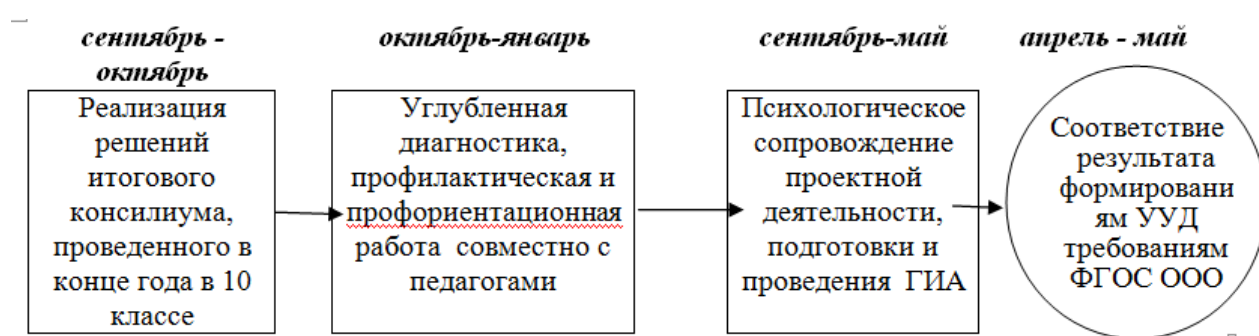 сентябрь -
октябрь
октябрь-январь
сентябрь-май
апрель - май
Реализация
решений
итогового
консилиума,
проведенного в
конце года в 10
классе
Углубленная
диагностика,
профилактическая и
профориентационная
работа совместно с
педагогами
Психологическое
сопровождение
проектной
деятельности,
подготовки и
проведения ГИА
Соответствие
результата
формировани
ям УУД
требованиям
ФГОС ООО